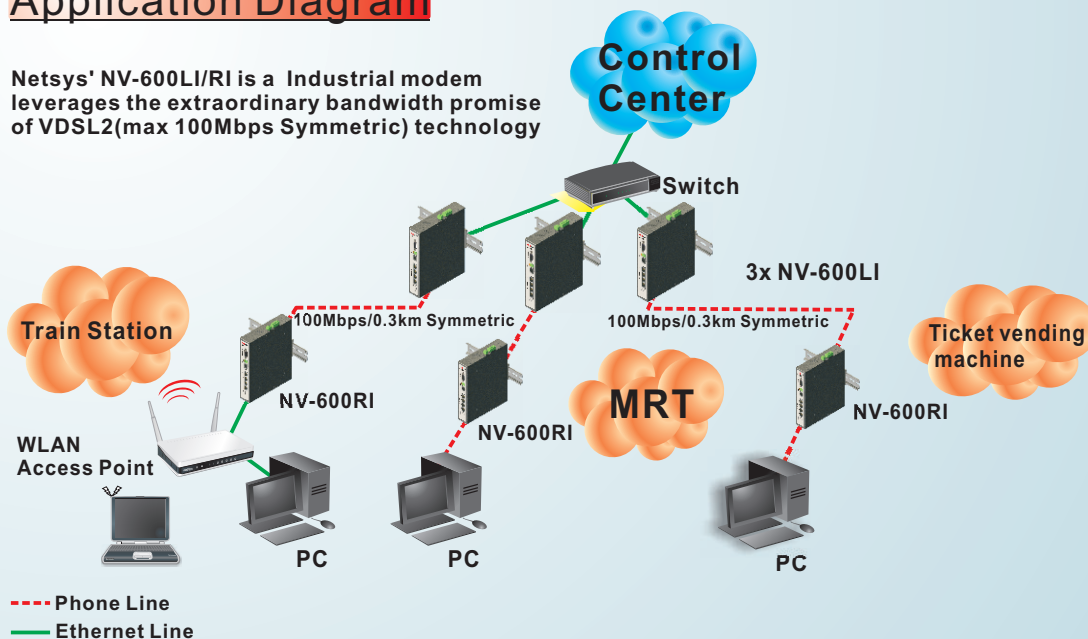 Application Diagram
Netsys' NV-600LI/RI is a Industrial modem
leverages the extraordinary bandwidth promise
of VDSL2(max 100Mbps Symmetric) technology
Control
Center
Switch
3x NV-600LI
Train Station
100Mbps/0.3km Symmetric
100Mbps/0.3km Symmetric
Ticket vending
machine
NV-600RI
MRT
NV-600RI
NV-600RI
WLAN
Access Point
PC
PC
PC
Phone Line
Ethernet Line